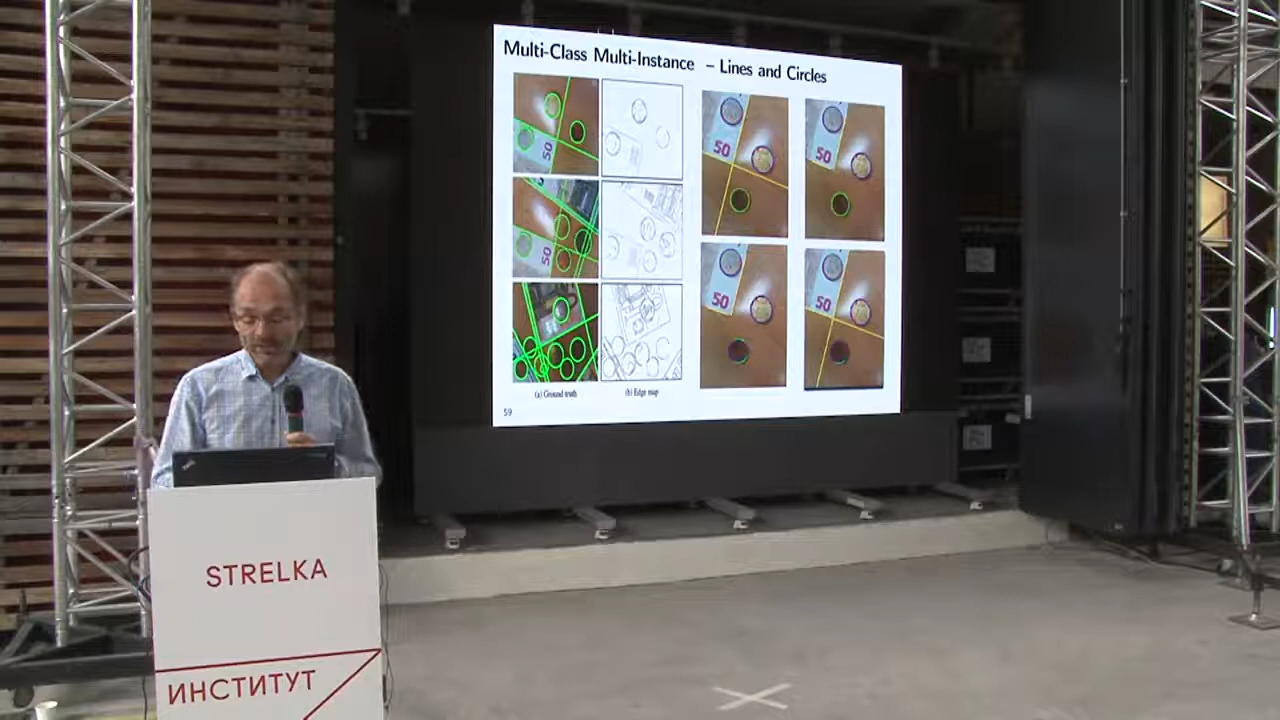 Multi-Class Multi-Instance – Lines and Circles
50
50
50
50
50
50
(a) Ground truth
(b) Edge map
59
STRELKA
ИНСТИТУТ